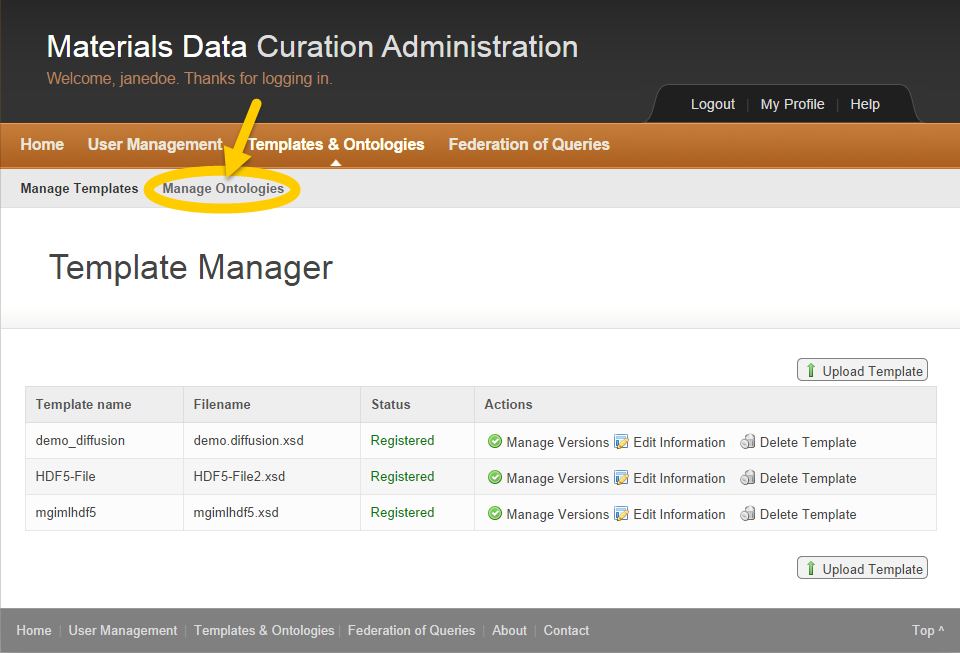 Materials Data Curation Administration
Welcome, janedoe. Thanks for logging in.
Logout | My Profile | Help
Home User Management Templates & Ontologies Federation of Queries
Manage Templates Manage Ontologies
Template Manager
Upload Template
Template name Filename Status Actions
demo_diffusion demo.diffusion.xsd Registered Manage Versions Edit Information Delete Template
HDF5-File HDF5-File2.xsd Registered Manage Versions Edit Information Delete Template
mgimlhdf5 mgimlhdf5.xsd Registered Manage Versions Edit Information Delete Template
Upload Template
Home | User Management | Templates & Ontologies | Federation of Queries | About | Contact Top ^